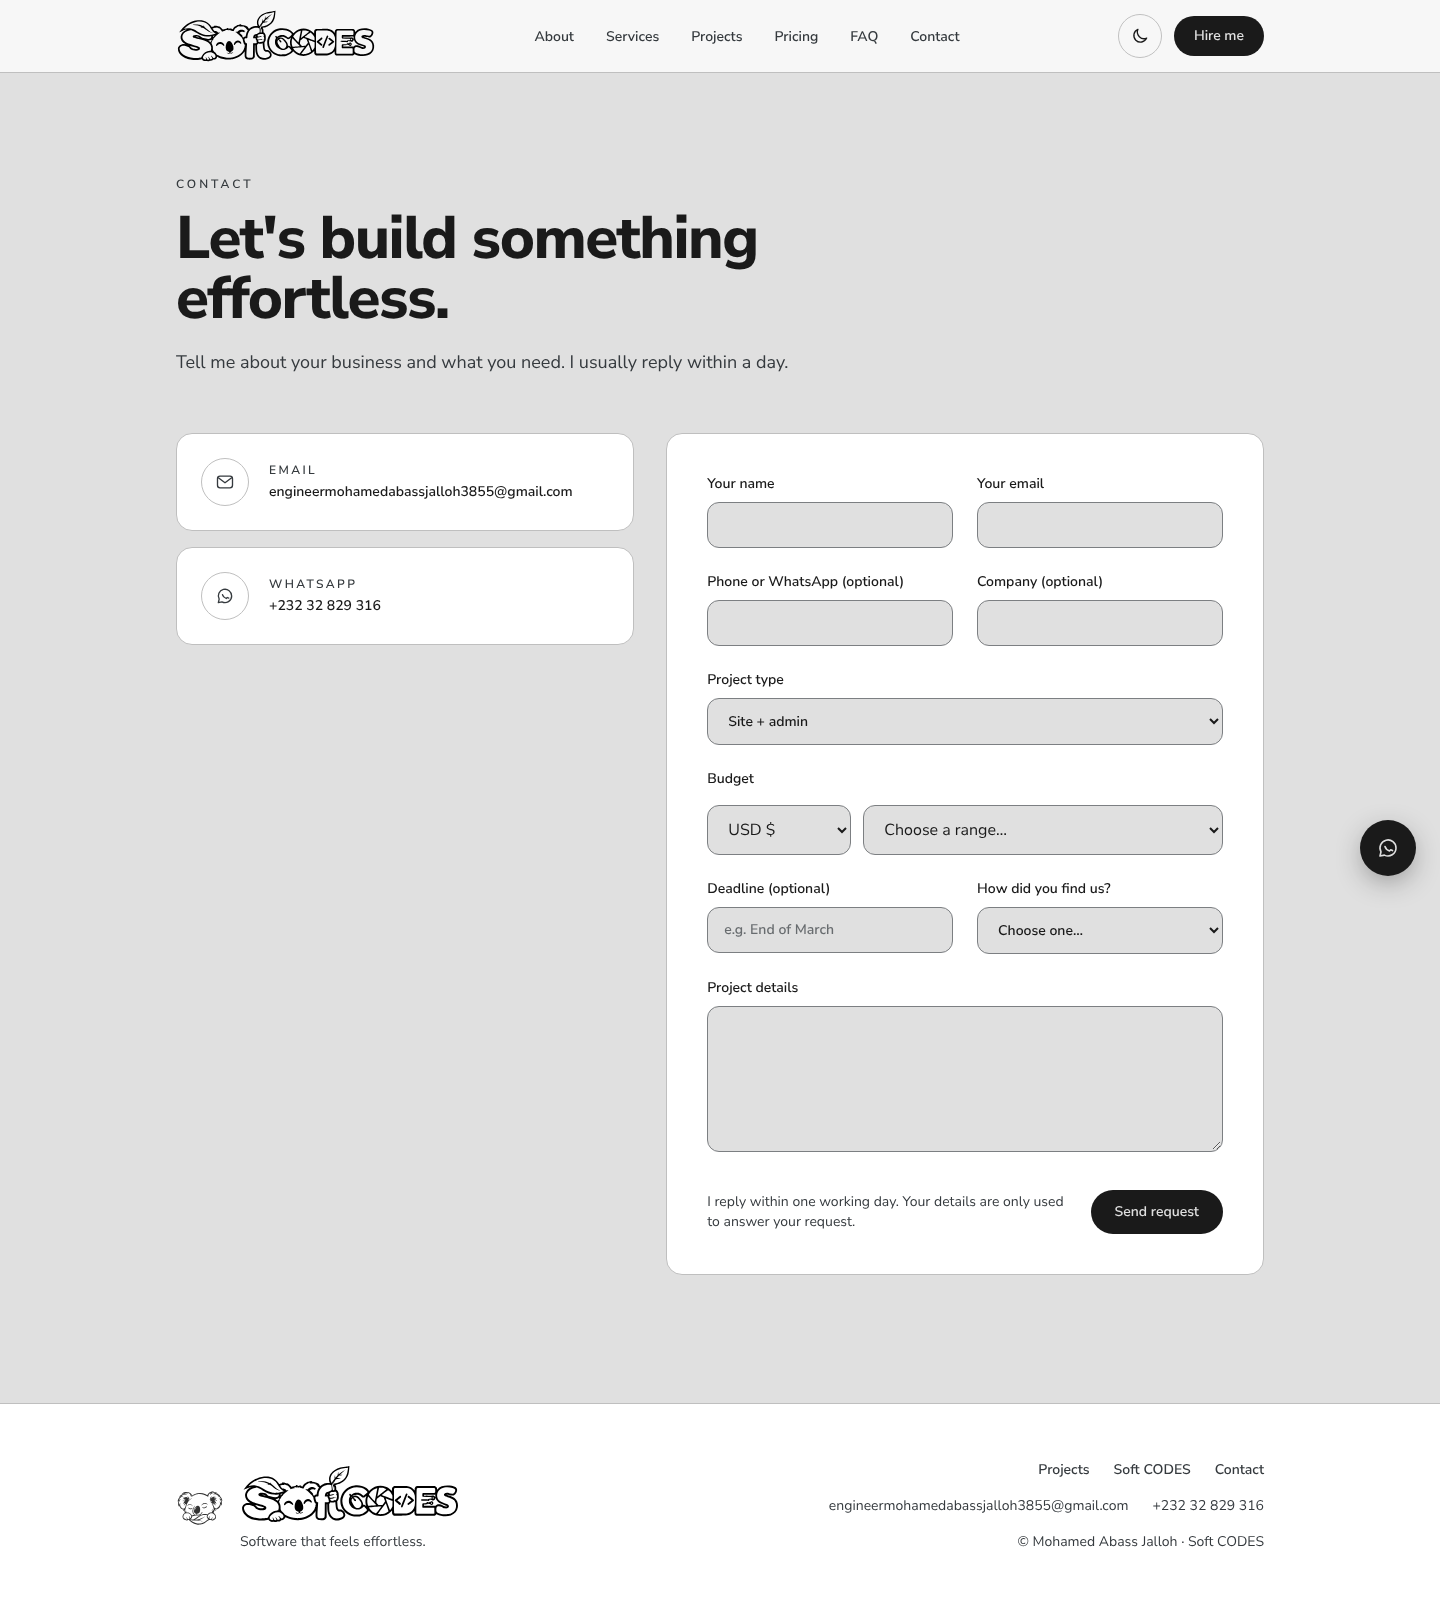 Soft CODES
About
Services
Projects
Pricing
FAQ
Contact
Hire me
CONTACT
Let's build something
effortless.
Tell me about your business and what you need. I usually reply within a day.
EMAIL
engineermohamedabassjalloh3855@gmail.com
WHATSAPP
+232 32 829 316
Your name
Your email
Phone or WhatsApp (optional)
Company (optional)
Project type
Site + admin
Budget
USD $
Choose a range...
Deadline (optional)
How did you find us?
e.g. End of March
Choose one...
Project details
I reply within one working day. Your details are only used
to answer your request.
Send request
Soft CODES
Software that feels effortless.
Projects
Soft CODES
Contact
engineermohamedabassjalloh3855@gmail.com
+232 32 829 316
© Mohamed Abass Jalloh · Soft CODES